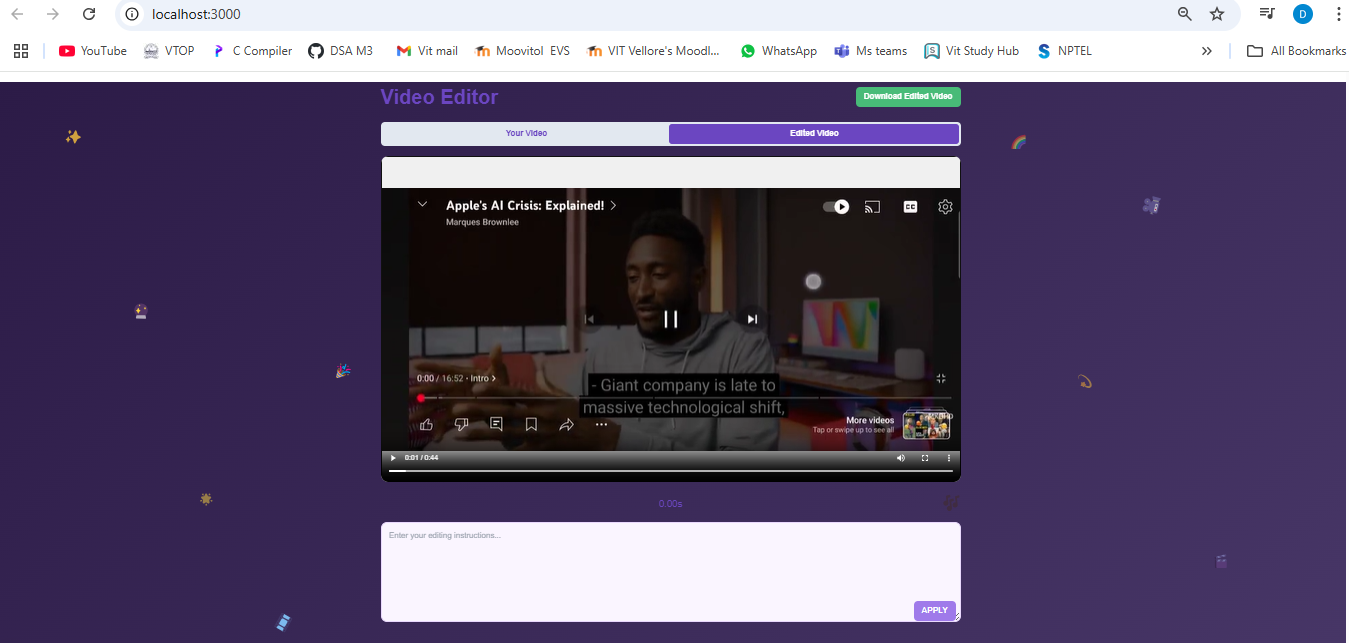 localhost:3000
D
YouTube
VTOP
C Compiler
DSA M3
Vit mail
Moovitol EVS
VIT Vellore's Moodl...
WhatsApp
Ms teams
Vit Study Hub
NPTEL
»
All Bookmarks
Video Editor
Download Edited Video
Your Video
Edited Video
Apple's AI Crisis: Explained!
Marques Brownlee
CC
0:00 / 16:52 • Intro
- Giant company is late to
massive technological shift,
More videos
Tap or swipe up to see all
0:01 / 0:44
0.00s
Enter your editing instructions...
APPLY